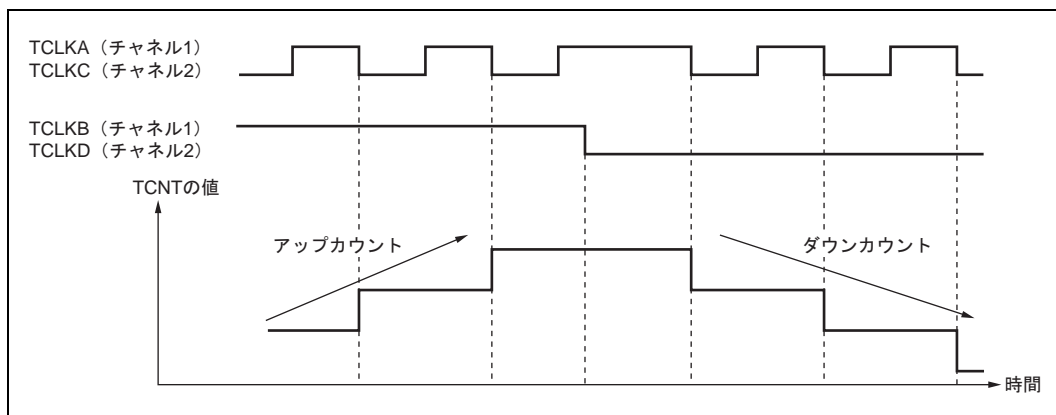 TCLKA（チャネル1）
TCLKC（チャネル2）
TCLKB（チャネル1）
TCLKD（チャネル2）
TCNTの値
アップカウント
ダウンカウント
時間